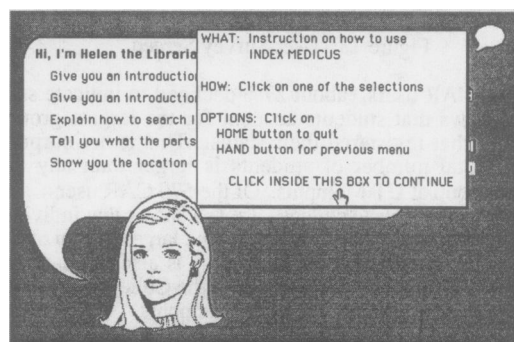 Hi, I'm Helen the Libraria
Give you an introductio
Give you an introductio
Explain how to search
Tell you what the parts
Show you the location
WHAT: Instruction on how to use
INDEX MEDICUS
HOW: Click on one of the selections
OPTIONS: Click on
HOME button to quit
HAND button for previous menu
CLICK INSIDE THIS BOX TO CONTINUE